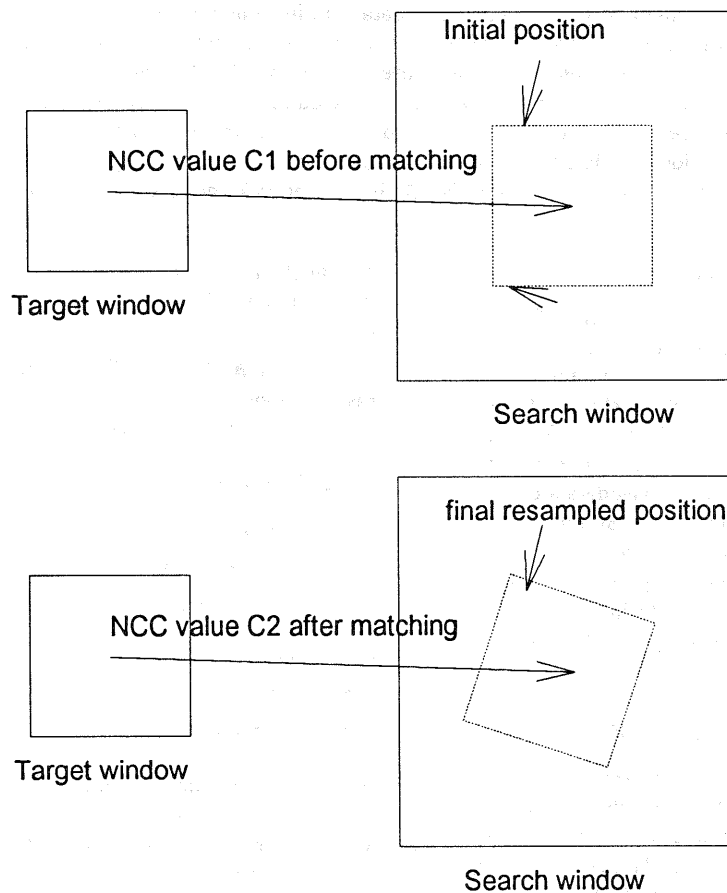 Initial position
NCC value C1 before matching
Target window
Search window
final resampled position
NCC value C2 after matching
Target window
Search window